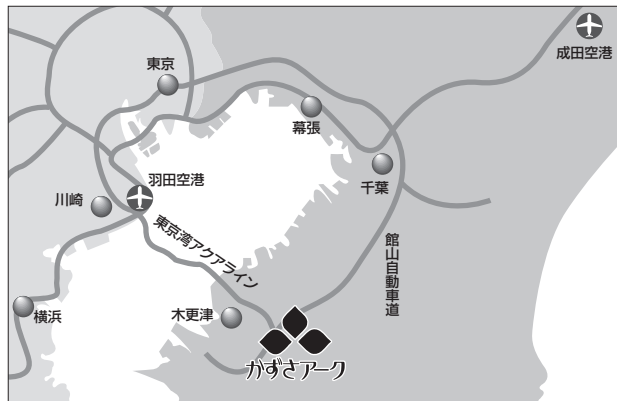 成田空港
東京
幕張
千葉
羽田空港
川崎
東京湾アクアライン
館山自動車道
横浜
木更津
かずさアーク